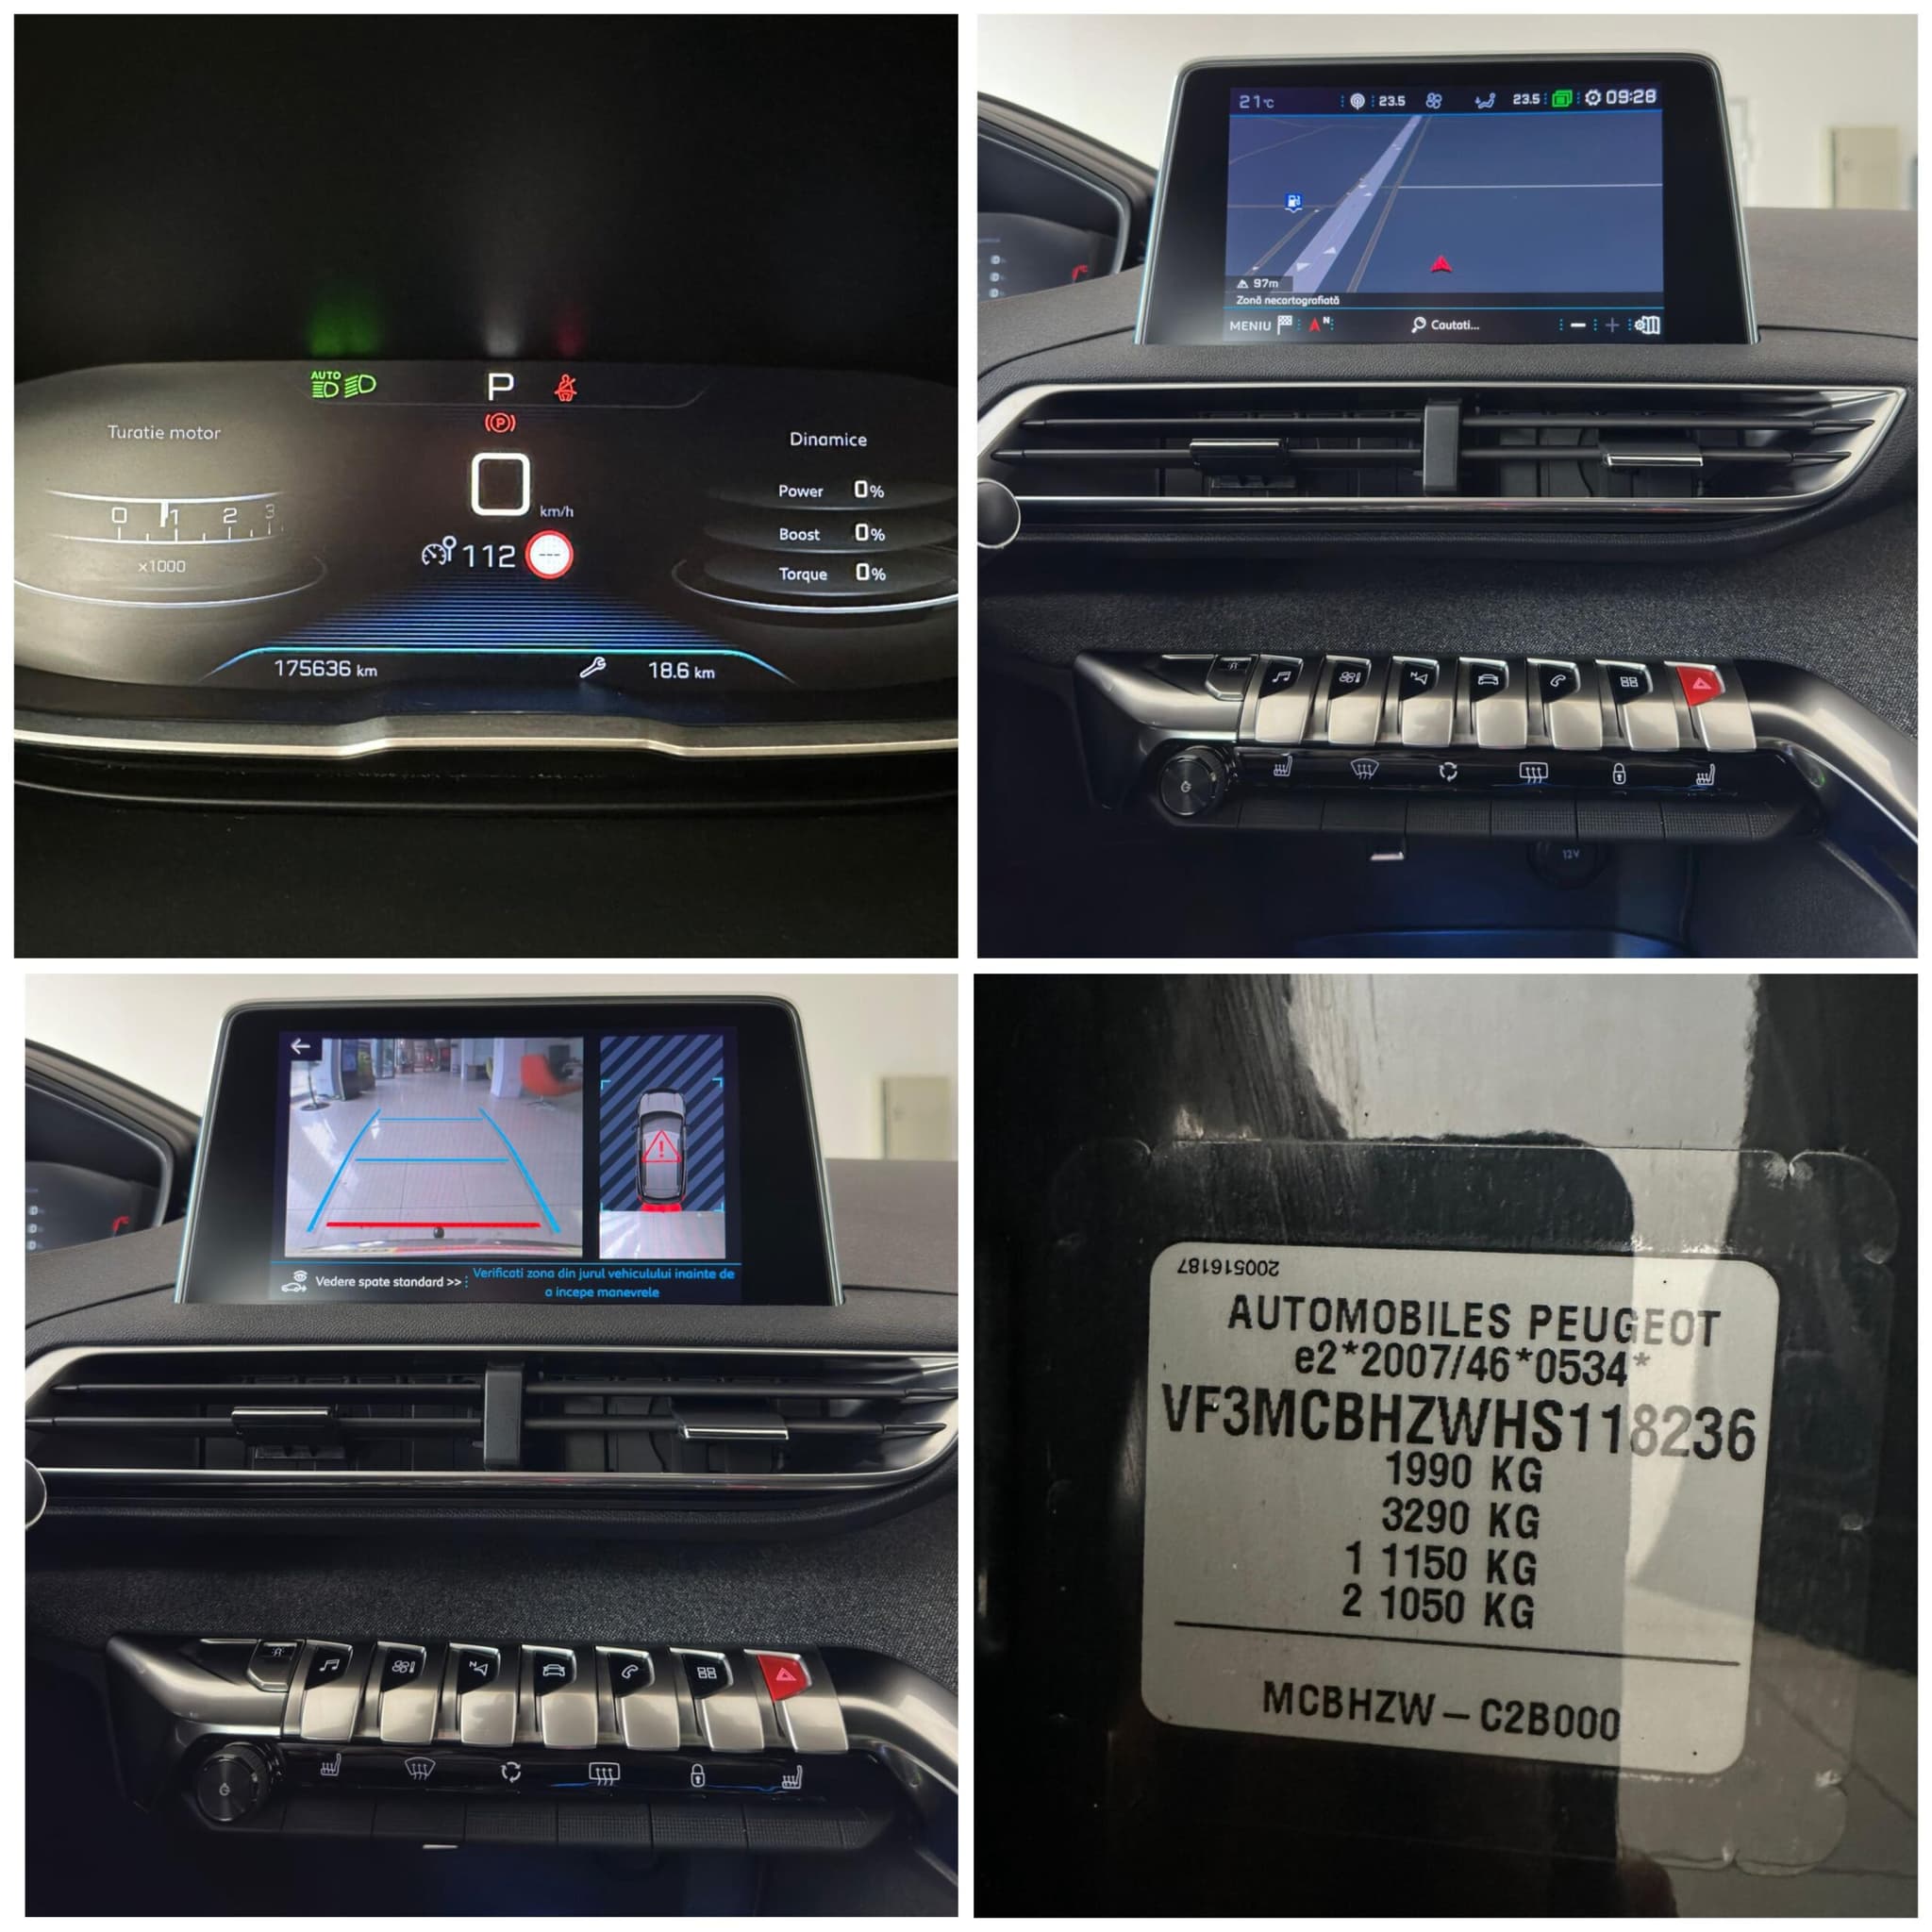 AUTO
P
(P)
Turatie motor
0 1 2 3
x1000
0
km/h
112 ---
Dinamice
Power 0%
Boost 0%
Torque 0%
175636 km
18.6 km
21°C 23.5 23.5 09:28
97m
Zonă necartografiată
MENIU N Cautati...
N
12V
Vedere spate standard >>
Verificati zona din jurul vehiculului inainte de
a incepe manevrele
N
200516187
AUTOMOBILES PEUGEOT
e2*2007/46*0534*
VF3MCBHZWHS118236
1990 KG
3290 KG
1 1150 KG
2 1050 KG
MCBHZW – C2B000